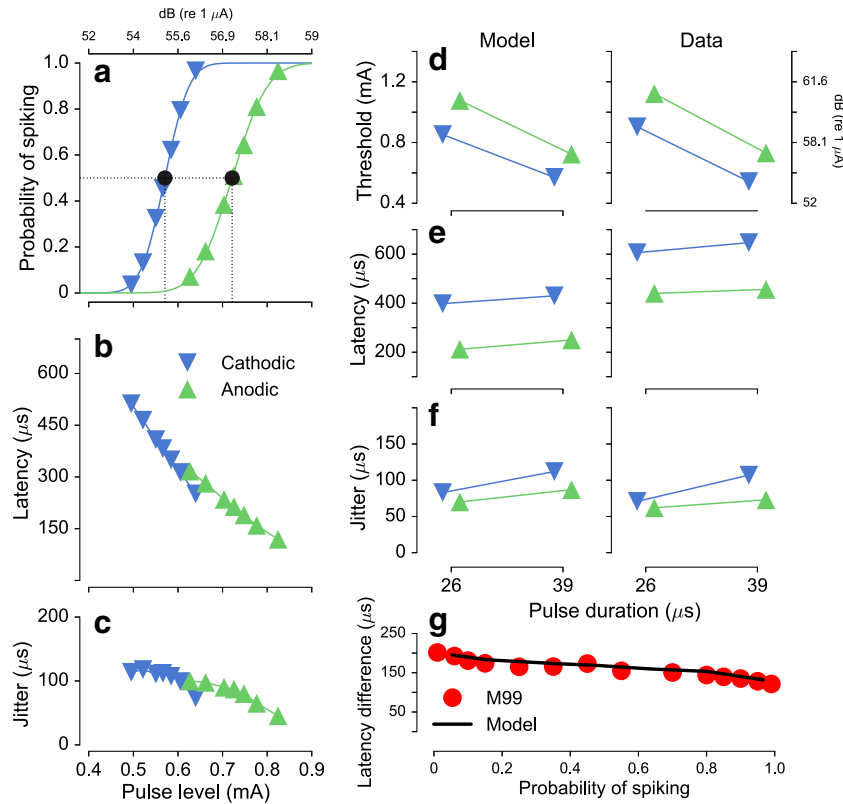 dB (re 1 μA)
52 54 55.6 56.9 58.1 59
a
Probability of spiking
1.0
0.8
0.6
0.4
0.2
0
b
Cathodic
Anodic
Latency (μs)
600
450
300
150
c
Jitter (μs)
200
100
0
0.4 0.5 0.6 0.7 0.8 0.9
Pulse level (mA)
Model Data
d
Threshold (mA)
1.2
0.8
0.4
61.6
58.1
52
dB (re 1 μA)
e
Latency (μs)
600
400
200
f
Jitter (μs)
150
100
50
0
26 39 26 39
Pulse duration (μs)
g
Latency difference (μs)
250
150
50
M99
Model
0 0.2 0.4 0.6 0.8 1.0
Probability of spiking